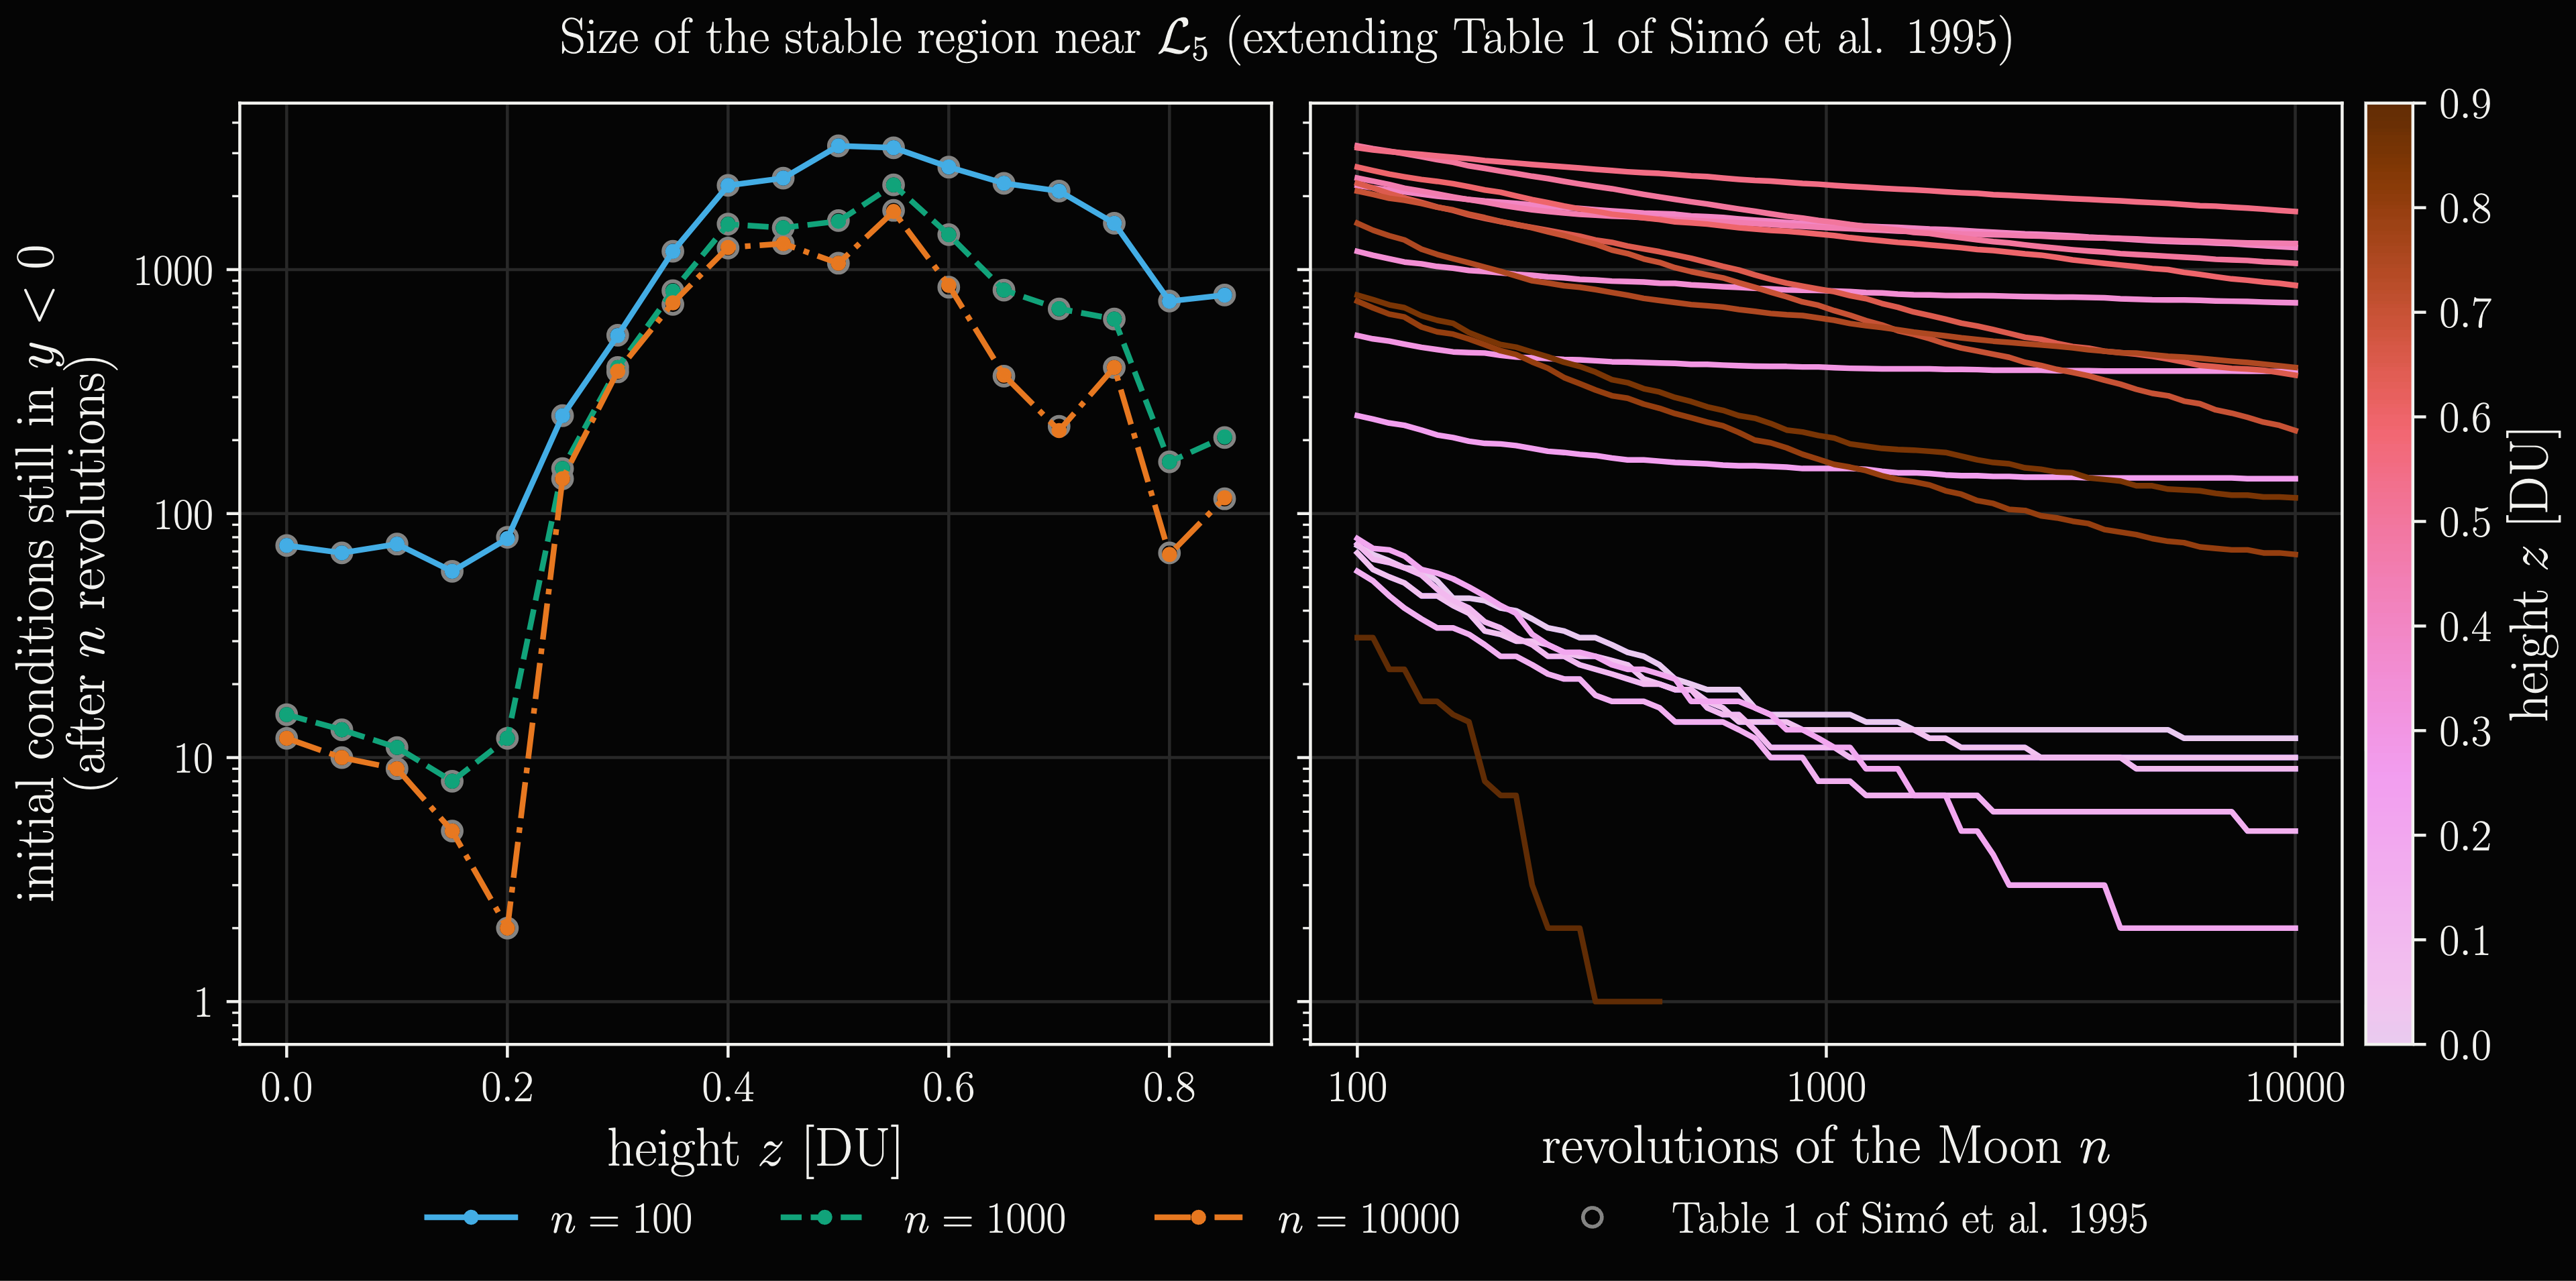 Size of the stable region near 𝓛₅ (extending Table 1 of Simó et al. 1995)
initial conditions still in y < 0
(after n revolutions)
1000
100
10
1
0.0 0.2 0.4 0.6 0.8
height z [DU]
100 1000 10000
revolutions of the Moon n
0.9
0.8
0.7
0.6
0.5
0.4
0.3
0.2
0.1
0.0
height z [DU]
n = 100 n = 1000 n = 10000 Table 1 of Simó et al. 1995